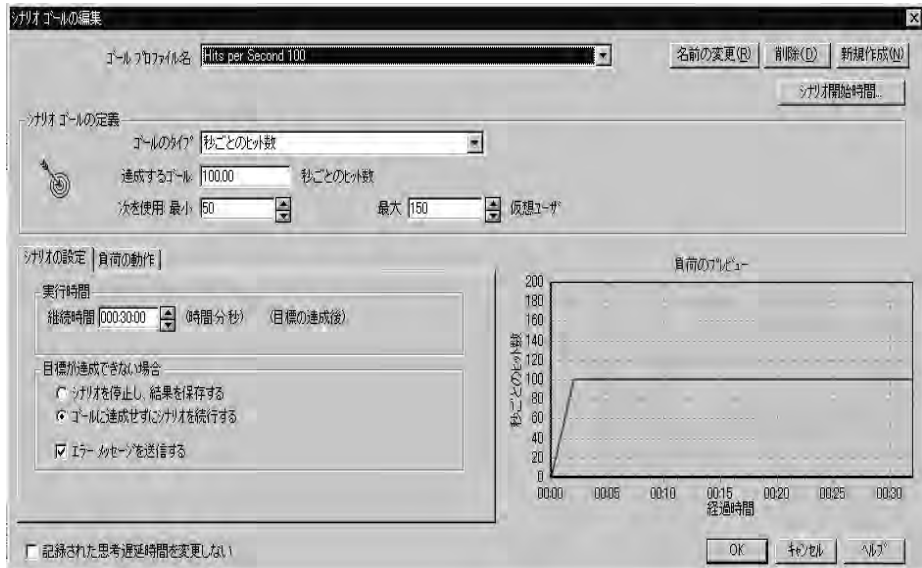 シナリオ ゴールの編集
ゴール プロファイル名 Hits per Second 100 名前の変更(R) 削除(D) 新規作成(N)
シナリオ開始時間...
シナリオ ゴールの定義
ゴールのタイプ 秒ごとのヒット数
達成するゴール 100.00 秒ごとのヒット数
次を使用: 最小 50 最大 150 仮想ユーザ
シナリオの設定 負荷の動作
実行時間
継続時間 000:30:00 (時間:分:秒) (目標の達成後)
目標が達成できない場合
シナリオを停止し、結果を保存する
ゴールに達成せずにシナリオを続行する
エラー メッセージを送信する
負荷のプレビュー
秒ごとのヒット数
200
180
160
140
120
100
80
60
40
20
0
00:00 00:05 00:10 00:15 00:20 00:25 00:30
経過時間
記録された思考遅延時間を変更しない
OK キャンセル ヘルプ